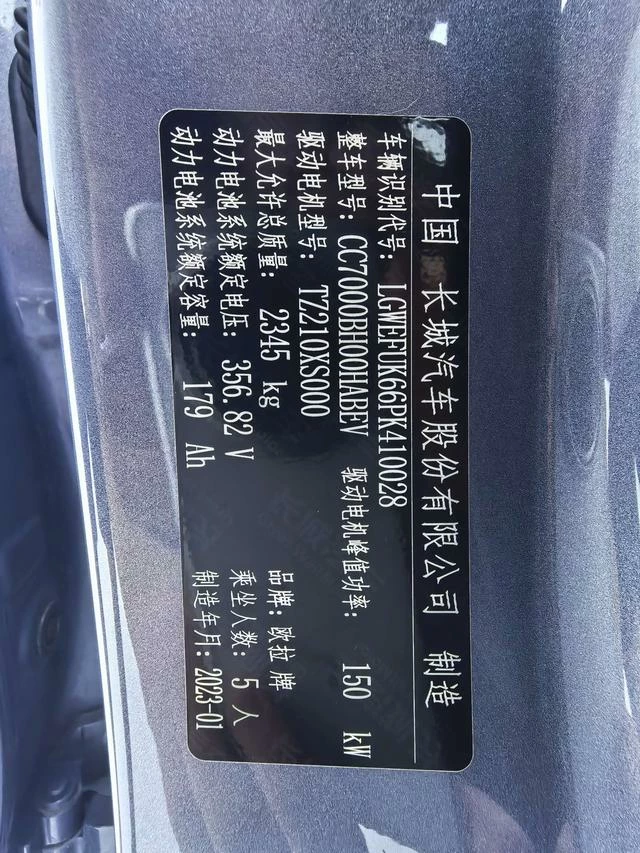 中国 长城汽车股份有限公司 制造
车辆识别代号: LGWEFUK66PK410028
整车型号: CC7000BH00HABEV 驱动电机峰值功率: 150 kW
驱动电机型号: TZ210XS000
最大允许总质量: 2345 kg 品牌: 欧拉 牌
动力电池系统额定电压: 356.82 V 乘坐人数: 5 人
动力电池系统额定容量: 179 Ah 制造年月: 2023-01